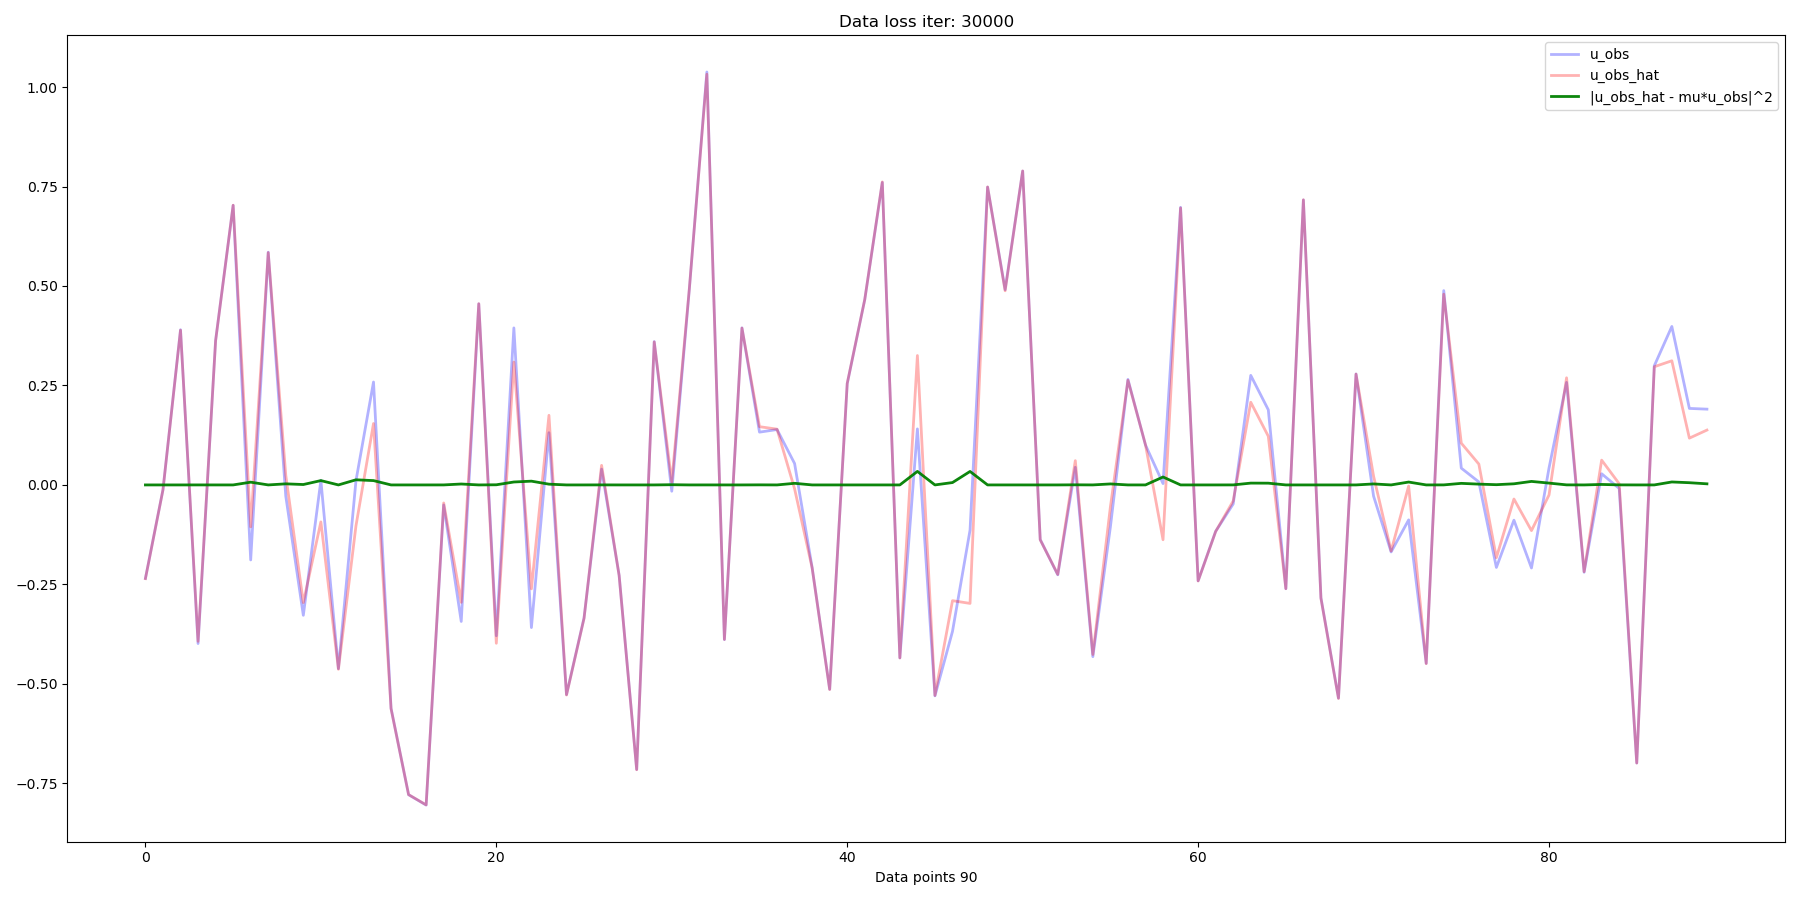 Data loss iter: 30000
u_obs
u_obs_hat
|u_obs_hat - mu*u_obs|^2
1.00
0.75
0.50
0.25
0.00
−0.25
−0.50
−0.75
0 20 40 60 80
Data points 90